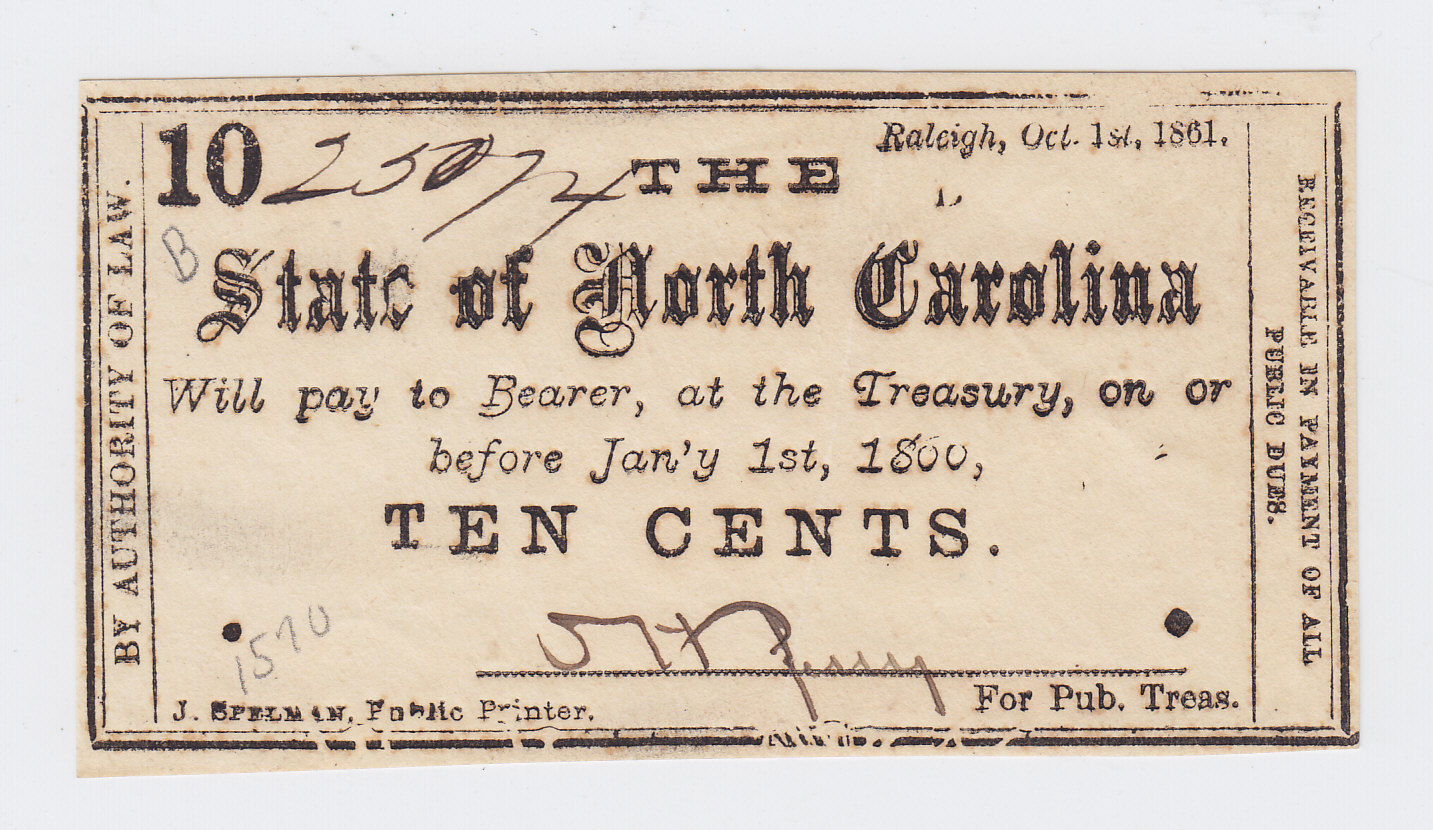 10 Raleigh, Oct. 1st, 1861.
THE
State of North Carolina
Will pay to Bearer, at the Treasury, on or
before Jan'y 1st, 1866,
TEN CENTS.
For Pub. Treas.
J. SPELMAN, Public Printer.
BY AUTHORITY OF LAW.
RECEIVABLE IN PAYMENT OF ALL
PUBLIC DUES.
B
1570